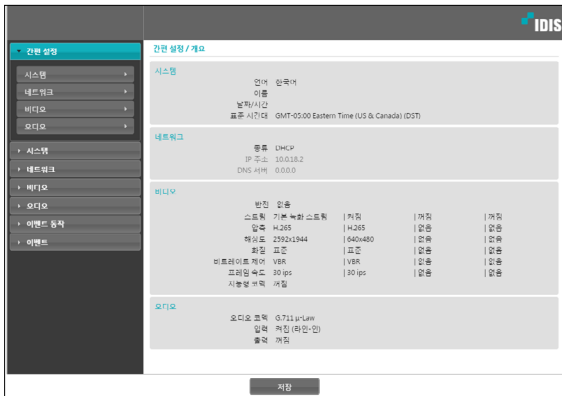 IDIS
간편 설정
시스템
네트워크
비디오
오디오
시스템
네트워크
비디오
오디오
이벤트 동작
이벤트
간편 설정 / 개요
시스템
언어 한국어
이름
날짜/시간
표준 시간대 GMT-05:00 Eastern Time (US & Canada) (DST)
네트워크
종류 DHCP
IP 주소 10.0.18.2
DNS 서버 0.0.0.0
비디오
반전 없음
스트림 기본 녹화 스트림 | 켜짐 | 꺼짐 | 꺼짐
압축 H.265 | H.265 | 없음 | 없음
해상도 2592x1944 | 640x480 | 없음 | 없음
화질 표준 | 표준 | 없음 | 없음
비트레이트 제어 VBR | VBR | 없음 | 없음
프레임 속도 30 ips | 30 ips | 없음 | 없음
지능형 코덱 꺼짐
오디오
오디오 코덱 G.711 μ-Law
입력 켜진 (라인-인)
출력 꺼짐
저장